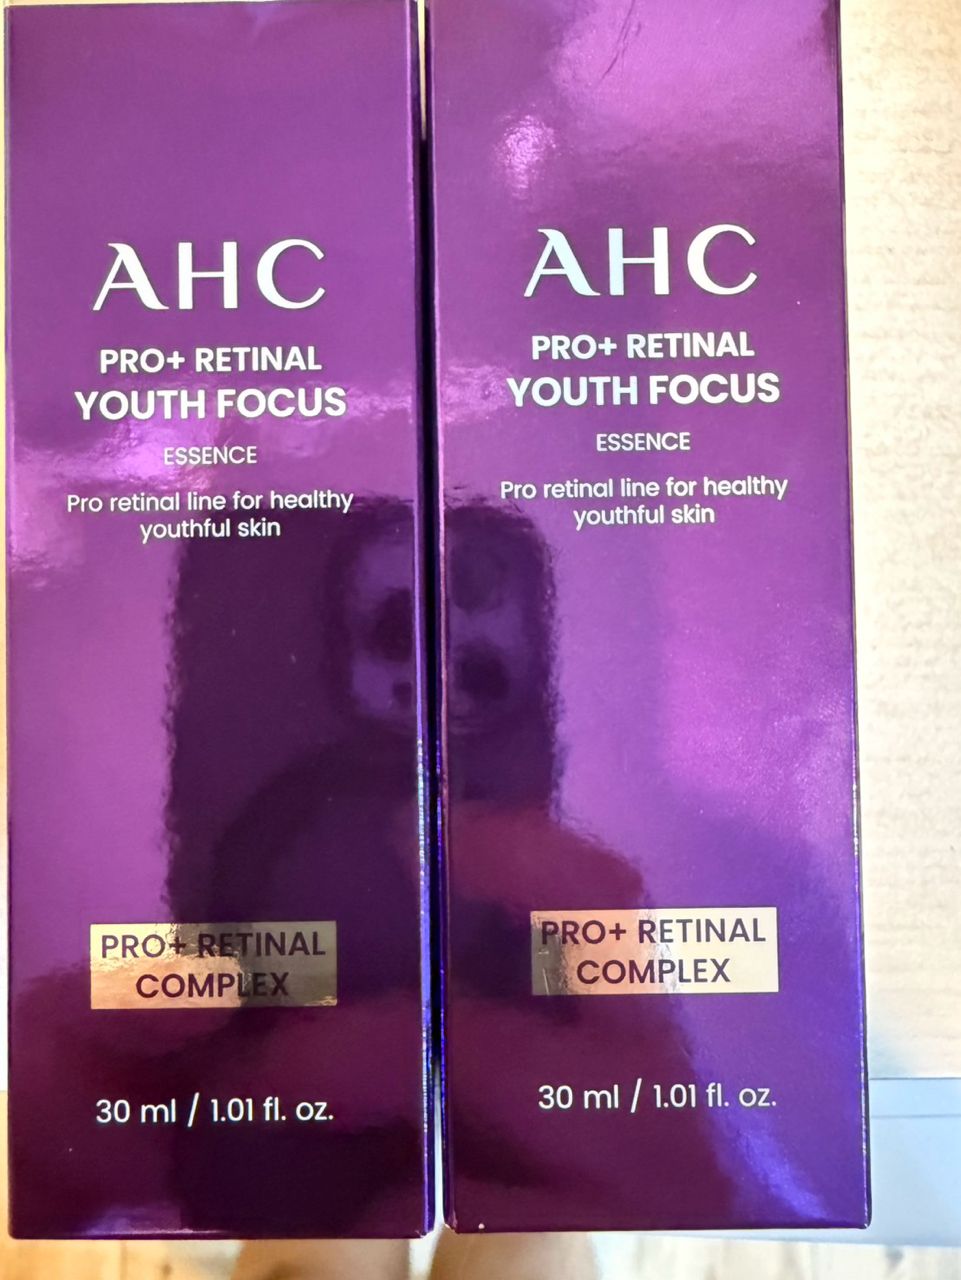 AHC
PRO+ RETINAL
YOUTH FOCUS
ESSENCE
Pro retinal line for healthy
youthful skin
PRO+ RETINAL
COMPLEX
30 ml / 1.01 fl. oz.
AHC
PRO+ RETINAL
YOUTH FOCUS
ESSENCE
Pro retinal line for healthy
youthful skin
PRO+ RETINAL
COMPLEX
30 ml / 1.01 fl. oz.